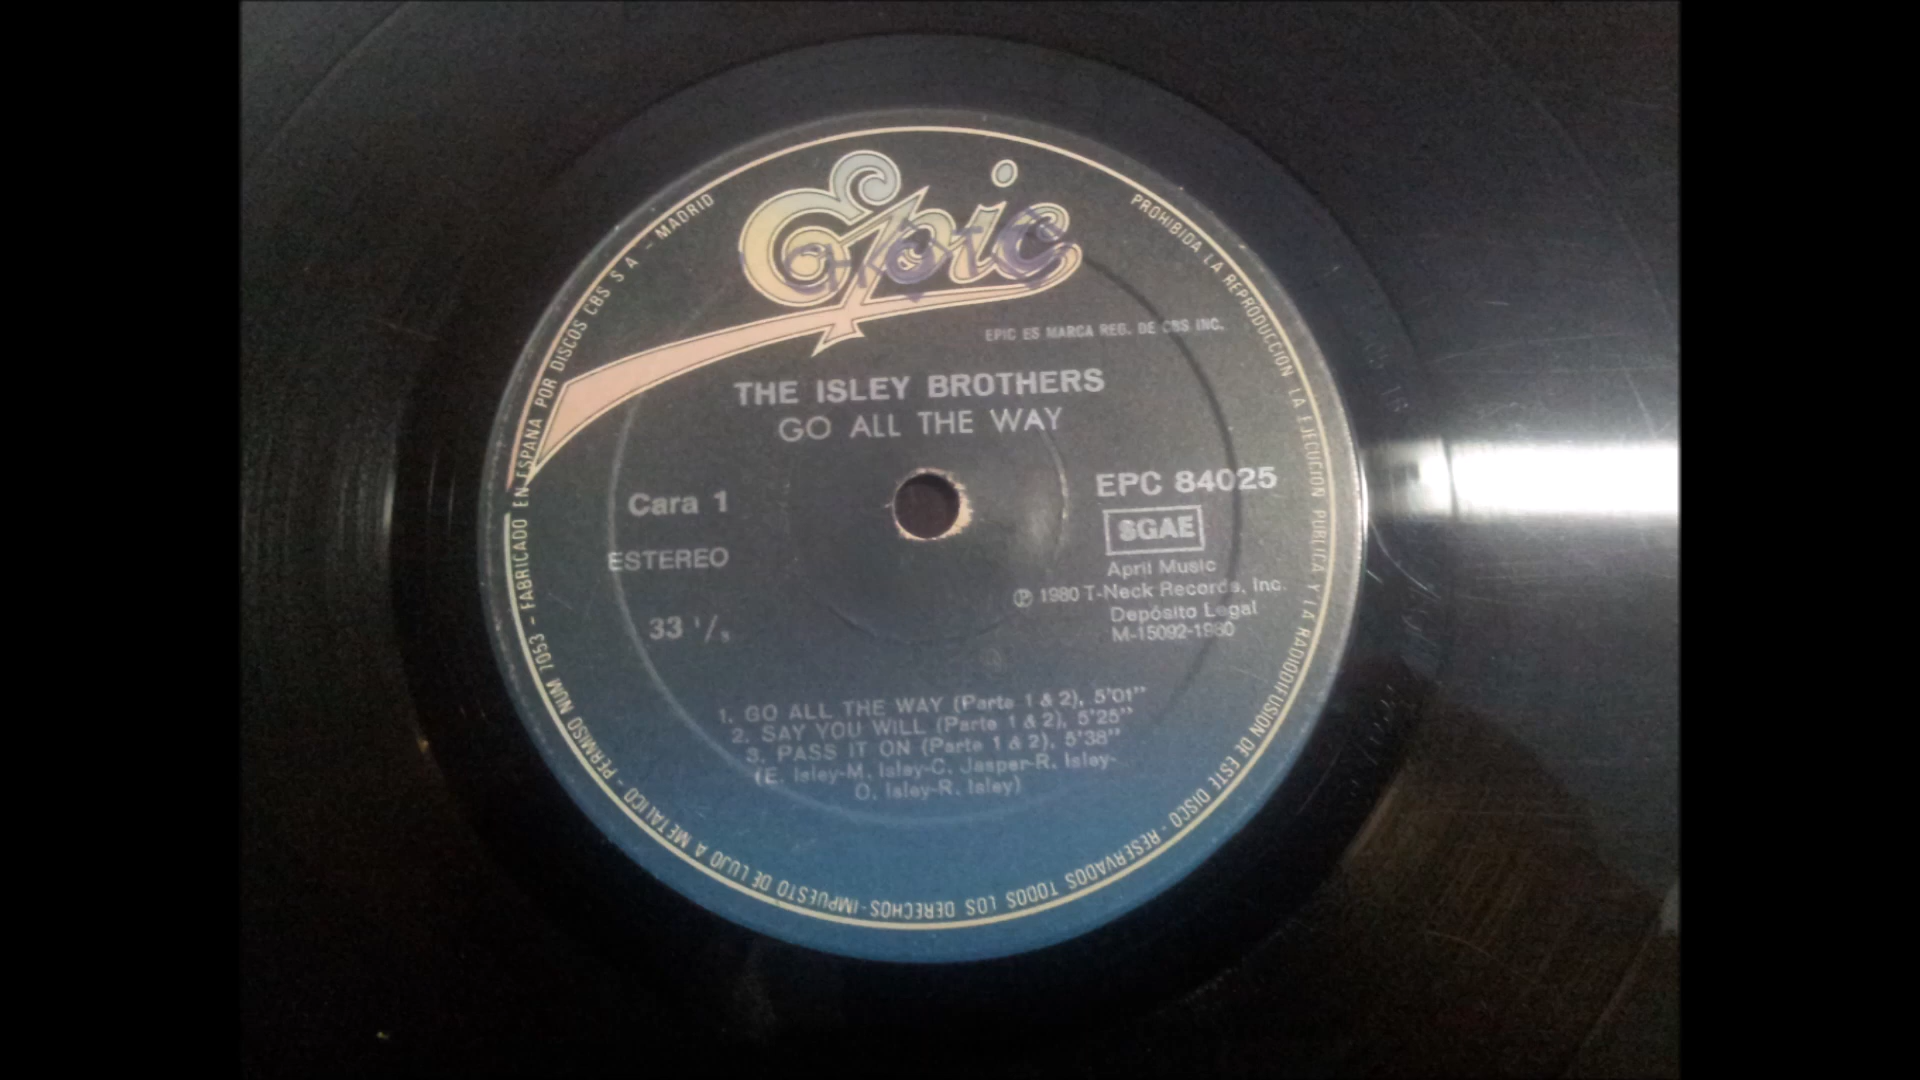 Epic
EPIC ES MARCA REG. DE CBS INC.
THE ISLEY BROTHERS
GO ALL THE WAY
Cara 1
ESTEREO
33 1/3
EPC 84025
SGAE
April Music
℗ 1980 T-Neck Records, Inc.
Depósito Legal
M-15092-1980
1. GO ALL THE WAY (Parte 1 & 2), 5'01"
2. SAY YOU WILL (Parte 1 & 2), 5'25"
3. PASS IT ON (Parte 1 & 2), 5'38"
(E. Isley-M. Isley-C. Jasper-R. Isley-
O. Isley-R. Isley)
PROHIBIDA LA REPRODUCCION LA EJECUCION PUBLICA Y LA RADIODIFUSION DE ESTE DISCO - RESERVADOS TODOS LOS DERECHOS - IMPUESTO DE LUJO A METALICO - PERMISO NUM 7053 - FABRICADO EN ESPAÑA POR DISCOS CBS S A - MADRID